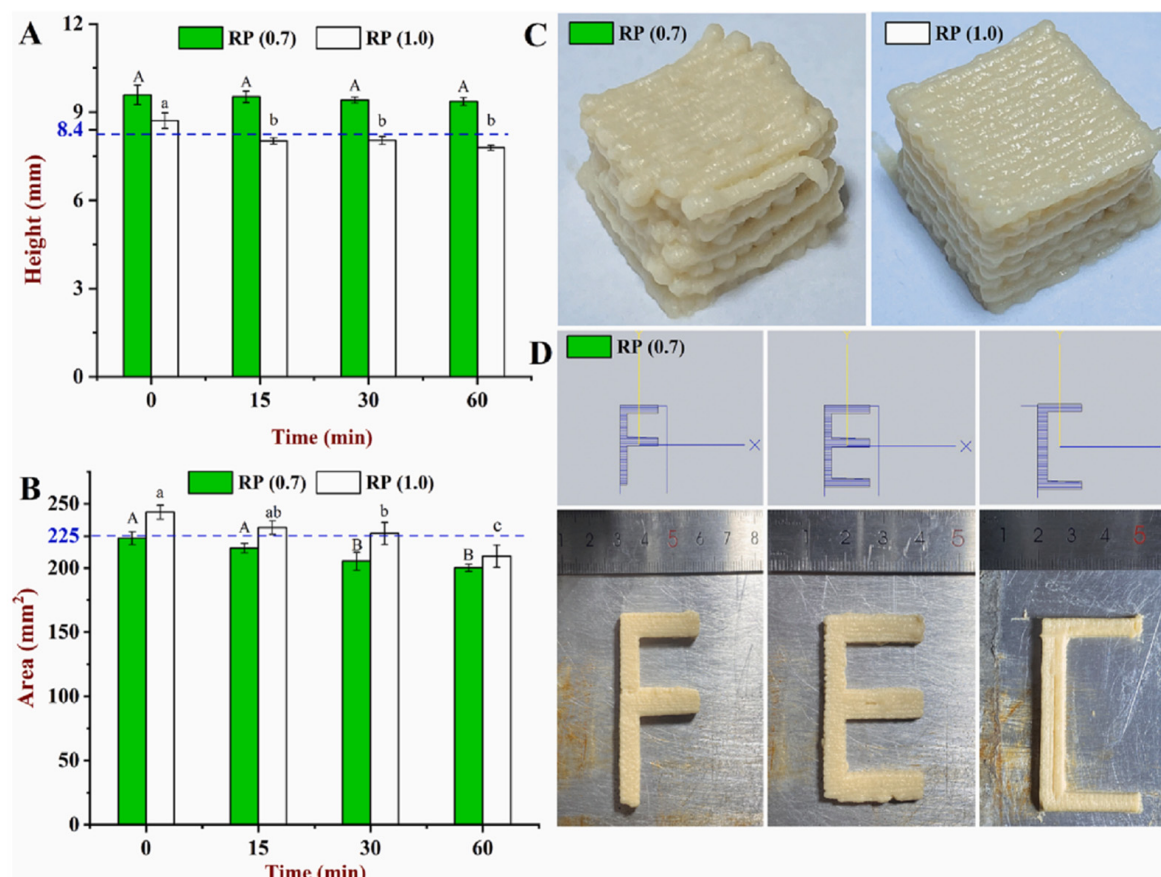 A
RP (0.7) RP (1.0)
12
9
8.4
6
3
0
A a A b A b A b
0 15 30 60
Height (mm)
Time (min)
B
RP (0.7) RP (1.0)
250
225
200
150
100
50
0
A a A ab B b B c
0 15 30 60
Area (mm²)
Time (min)
C
RP (0.7)
RP (1.0)
D
RP (0.7)
X
X
1 2 3 4 5 6 7 8
1 2 3 4 5
1 2 3 4 5
F
E
C